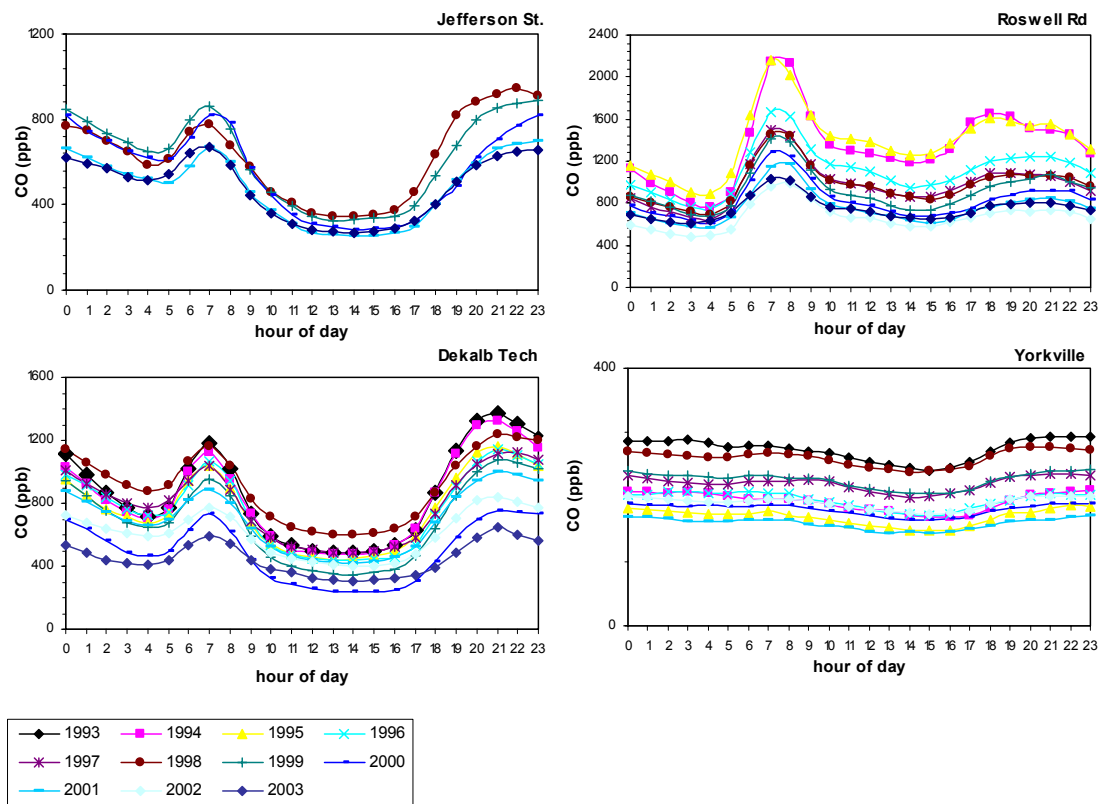 Jefferson St.
1200
800
400
0
CO (ppb)
0 1 2 3 4 5 6 7 8 9 10 11 12 13 14 15 16 17 18 19 20 21 22 23
hour of day
Roswell Rd
2400
2000
1600
1200
800
400
0
CO (ppb)
0 1 2 3 4 5 6 7 8 9 10 11 12 13 14 15 16 17 18 19 20 21 22 23
hour of day
Dekalb Tech
1600
1200
800
400
0
CO (ppb)
0 1 2 3 4 5 6 7 8 9 10 11 12 13 14 15 16 17 18 19 20 21 22 23
hour of day
Yorkville
400
0
CO (ppb)
0 1 2 3 4 5 6 7 8 9 10 11 12 13 14 15 16 17 18 19 20 21 22 23
hour of day
1993 1994 1995 1996
1997 1998 1999 2000
2001 2002 2003